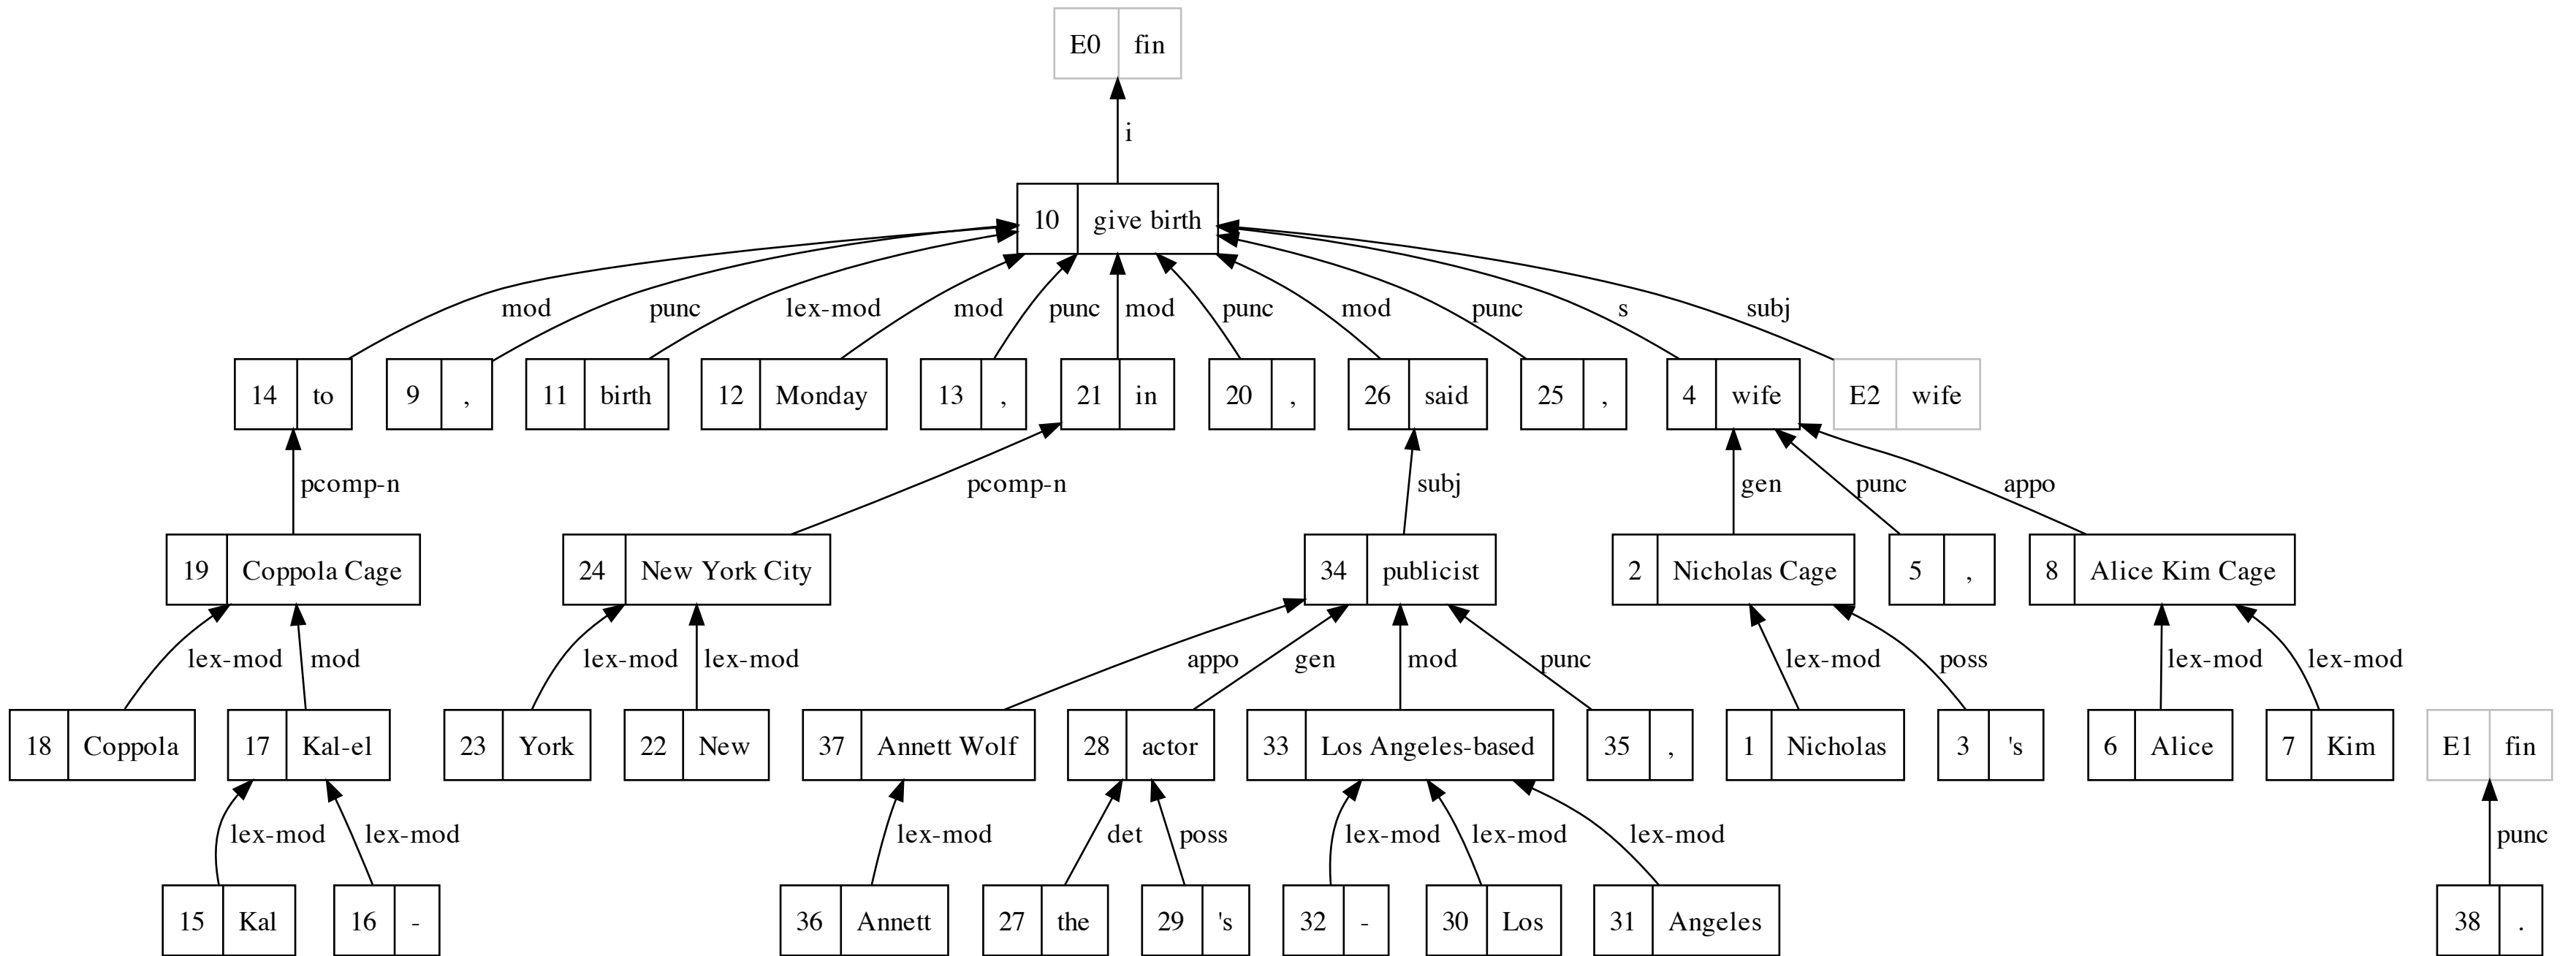 E0 fin
i
10 give birth
mod punc lex-mod mod punc mod punc mod punc s subj
14 to 9 , 11 birth 12 Monday 13 , 21 in 20 , 26 said 25 , 4 wife E2 wife
pcomp-n pcomp-n subj gen punc appo
19 Coppola Cage 24 New York City 34 publicist 2 Nicholas Cage 5 , 8 Alice Kim Cage
lex-mod mod lex-mod lex-mod appo gen mod punc lex-mod poss lex-mod lex-mod
18 Coppola 17 Kal-el 23 York 22 New 37 Annett Wolf 28 actor 33 Los Angeles-based 35 , 1 Nicholas 3 's 6 Alice 7 Kim E1 fin
lex-mod lex-mod lex-mod det poss lex-mod lex-mod lex-mod punc
15 Kal 16 - 36 Annett 27 the 29 's 32 - 30 Los 31 Angeles 38 .